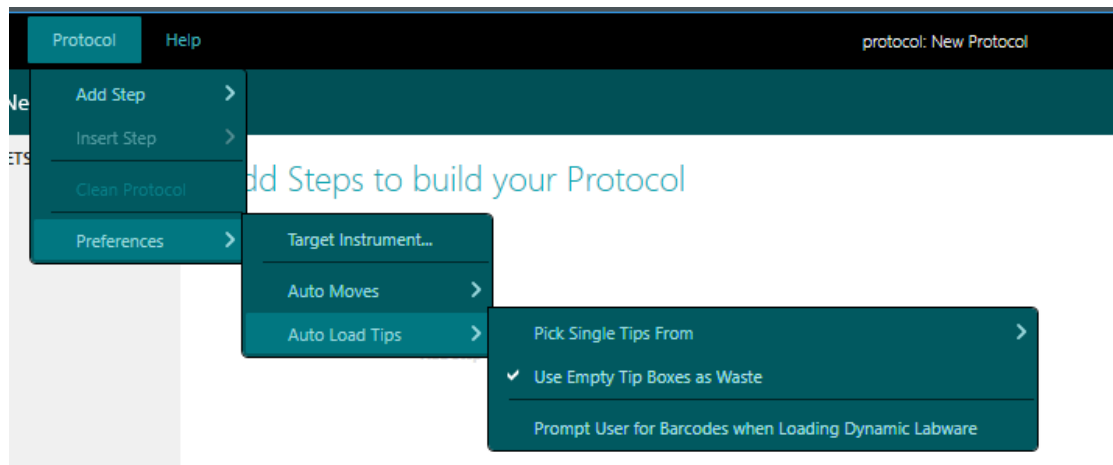 Protocol Help protocol: New Protocol
Ne
Add Step
Insert Step
ETS
Clean Protocol
dd Steps to build your Protocol
Preferences
Target Instrument...
Auto Moves
Auto Load Tips
Pick Single Tips From
Use Empty Tip Boxes as Waste
Prompt User for Barcodes when Loading Dynamic Labware